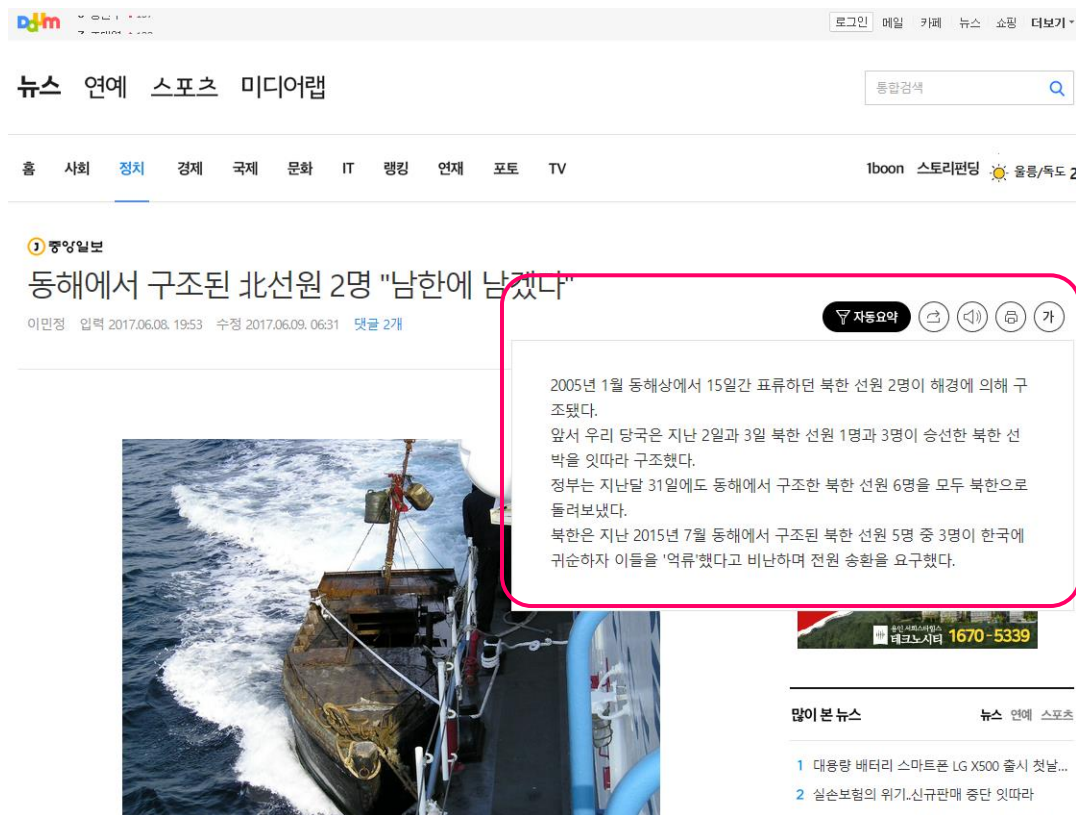 Daum
로그인 메일 카페 뉴스 쇼핑 더보기
뉴스 연예 스포츠 미디어랩
통합검색
홈 사회 정치 경제 국제 문화 IT 랭킹 연재 포토 TV
1boon 스토리펀딩 울릉/독도 2
중앙일보
동해에서 구조된 北선원 2명 "남한에 남겠다"
이민정 입력 2017.06.08. 19:53 수정 2017.06.09. 06:31 댓글 2개
자동요약 가
2005년 1월 동해상에서 15일간 표류하던 북한 선원 2명이 해경에 의해 구
조됐다.
앞서 우리 당국은 지난 2일과 3일 북한 선원 1명과 3명이 승선한 북한 선
박을 잇따라 구조했다.
정부는 지난달 31일에도 동해에서 구조한 북한 선원 6명을 모두 북한으로
돌려보냈다.
북한은 지난 2015년 7월 동해에서 구조된 북한 선원 5명 중 3명이 한국에
귀순하자 이들을 '억류'했다고 비난하며 전원 송환을 요구했다.
테크노시티 1670-5339
많이 본 뉴스 뉴스 연예 스포츠
1 대용량 배터리 스마트폰 LG X500 출시 첫날...
2 실손보험의 위기..신규판매 중단 잇따라